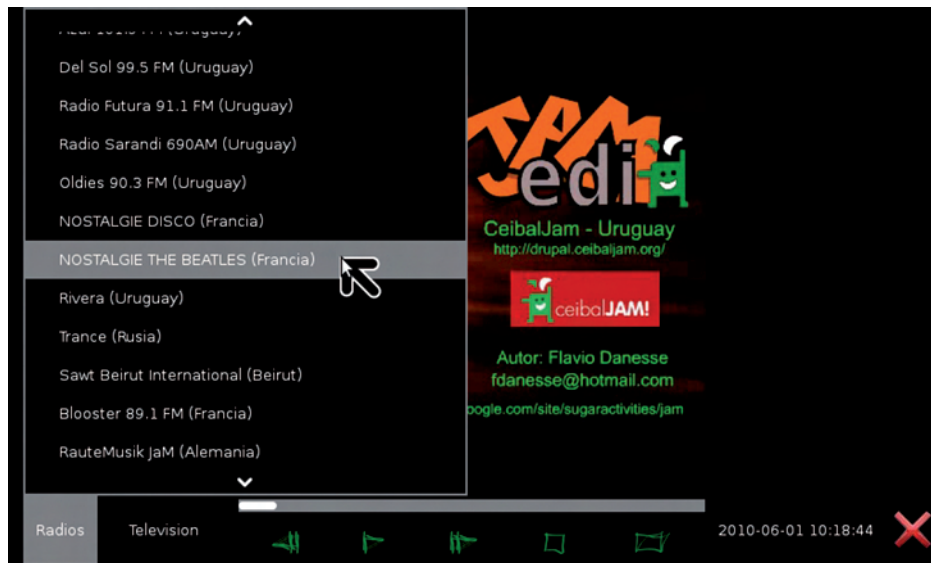 Del Sol 99.5 FM (Uruguay)
Radio Futura 91.1 FM (Uruguay)
Radio Sarandi 690AM (Uruguay)
Oldies 90.3 FM (Uruguay)
NOSTALGIE DISCO (Francia)
NOSTALGIE THE BEATLES (Francia)
Rivera (Uruguay)
Trance (Rusia)
Sawt Beirut International (Beirut)
Blooster 89.1 FM (Francia)
RauteMusik JaM (Alemania)
JAM
edi
CeibalJam - Uruguay
http://drupal.ceibaljam.org/
ceibalJAM!
Autor: Flavio Danesse
fdanesse@hotmail.com
oogle.com/site/sugaractivities/jam
Radios
Television
2010-06-01 10:18:44